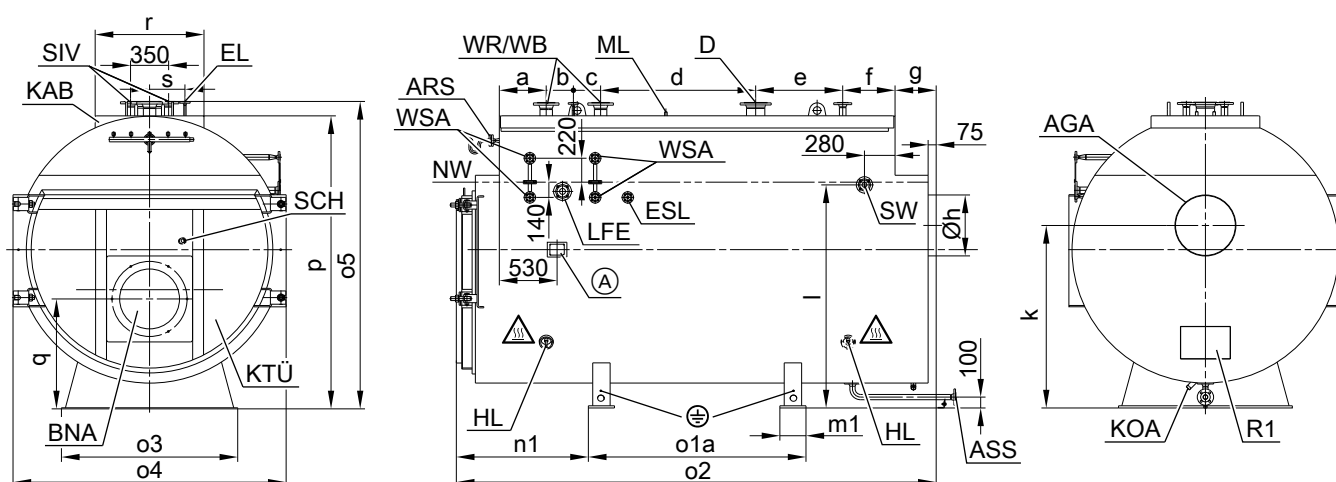 r
SIV
350
EL
s
KAB
SCH
p
o5
q
KTÜ
BNA
o3
o4
WR/WB
ML
D
a
b
c
d
e
f
g
ARS
WSA
220
WSA
280
75
NW
140
LFE
ESL
SW
Øh
530
A
l
100
HL
HL
m1
n1
o1a
o2
ASS
AGA
k
KOA
R1